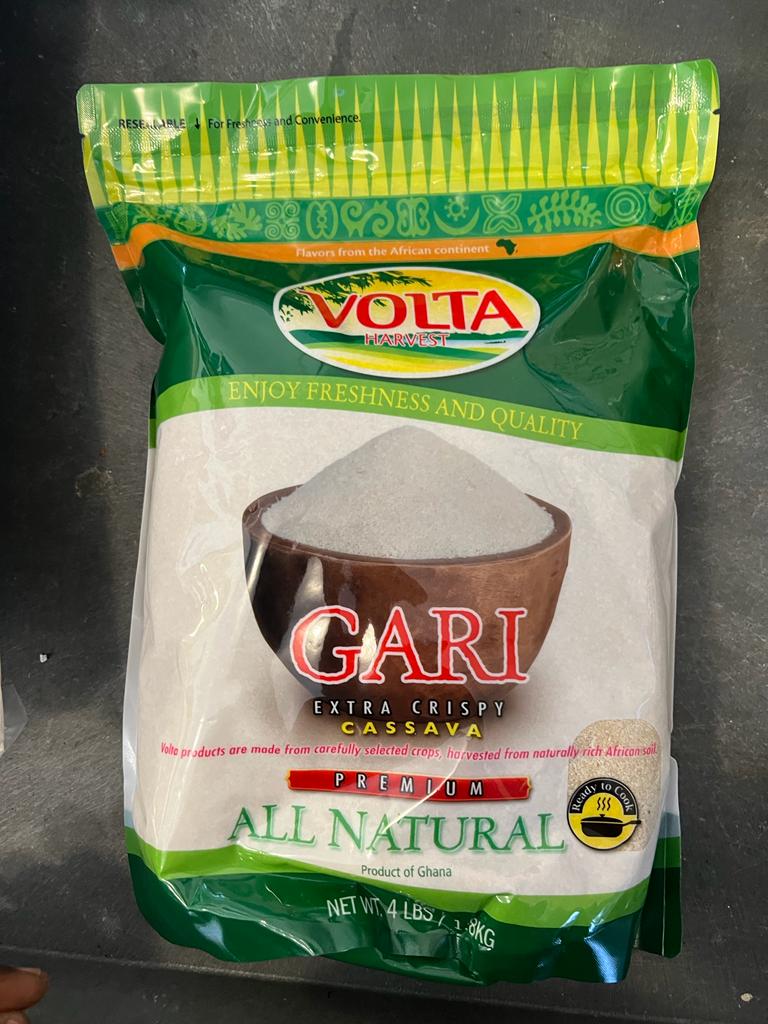 RESEALABLE ↓ For Freshness and Convenience.
Flavors from the African continent
VOLTA
HARVEST
ENJOY FRESHNESS AND QUALITY
GARI
EXTRA CRISPY
CASSAVA
Volta products are made from carefully selected crops, harvested from naturally rich African soil.
PREMIUM
Ready to Cook
ALL NATURAL
Product of Ghana
NET WT. 4 LBS / 1.8KG